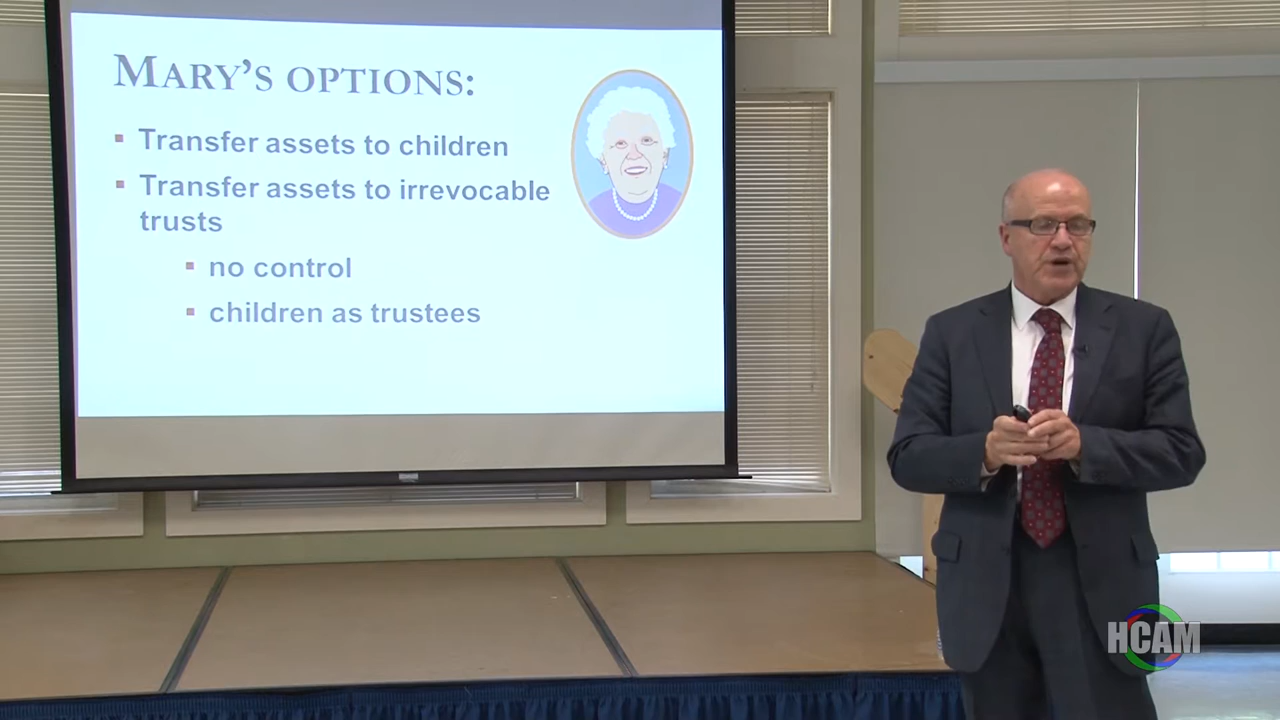 MARY'S OPTIONS:
▪ Transfer assets to children
▪ Transfer assets to irrevocable
trusts
▪ no control
▪ children as trustees
HCAM